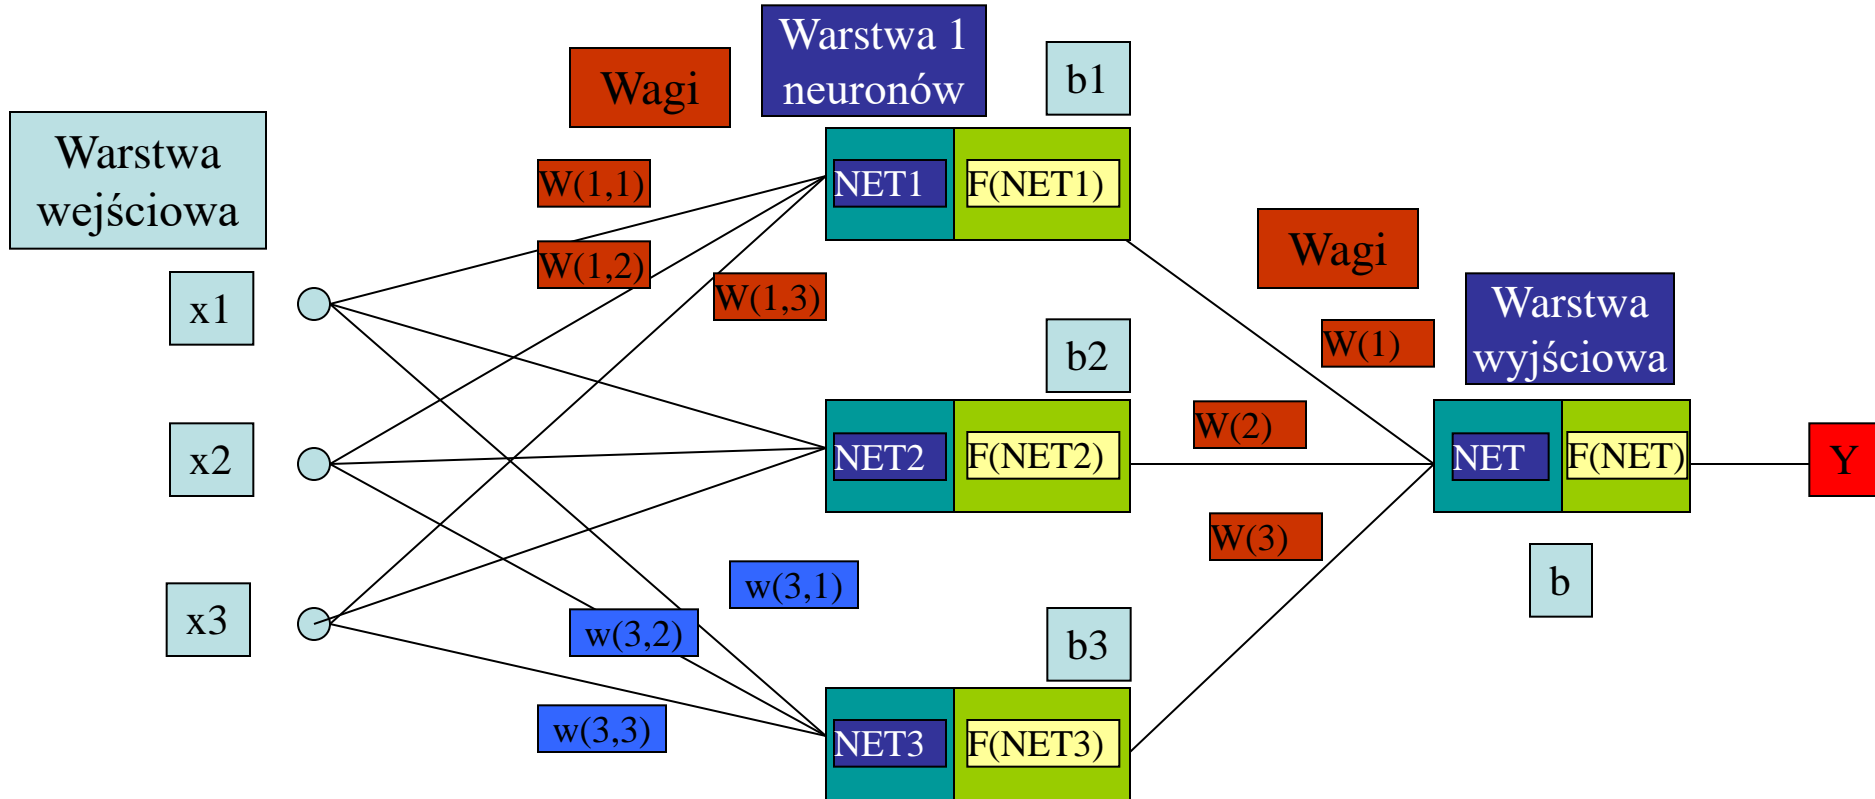 Warstwa 1
neuronów
Wagi
b1
Warstwa
wejściowa
W(1,1)
NET1
F(NET1)
W(1,2)
W(1,3)
Wagi
x1
Warstwa
wyjściowa
b2
W(1)
W(2)
x2
NET2
F(NET2)
NET
F(NET)
Y
W(3)
w(3,1)
b
x3
w(3,2)
b3
w(3,3)
NET3
F(NET3)